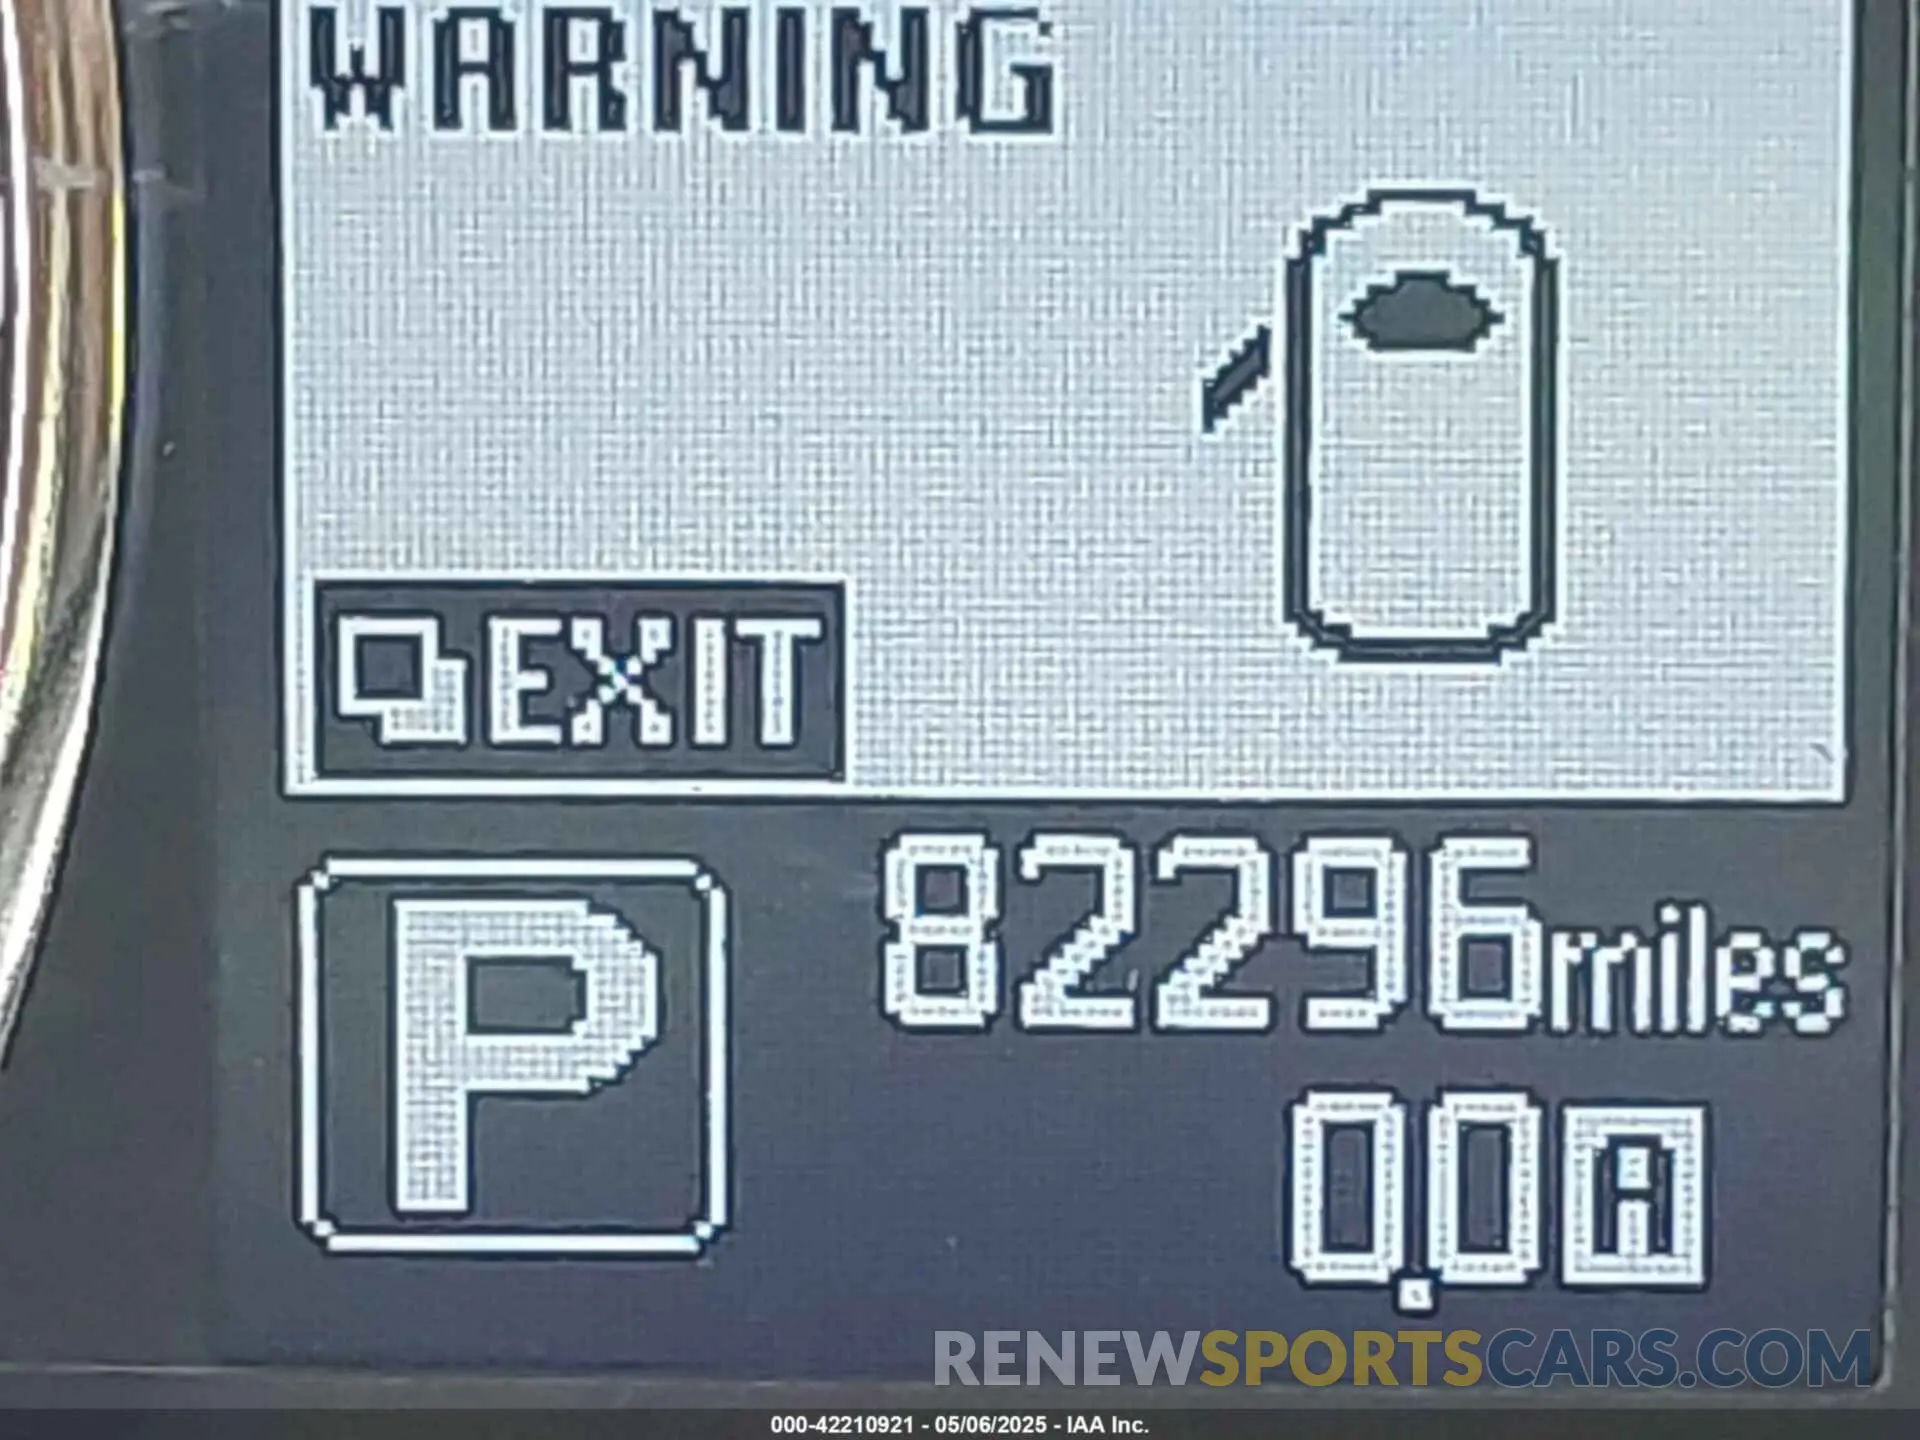 WARNING
EXIT
P
82296miles
0.0A
RENEWSPORTSCARS.COM
000-42210921 - 05/06/2025 - IAA Inc.